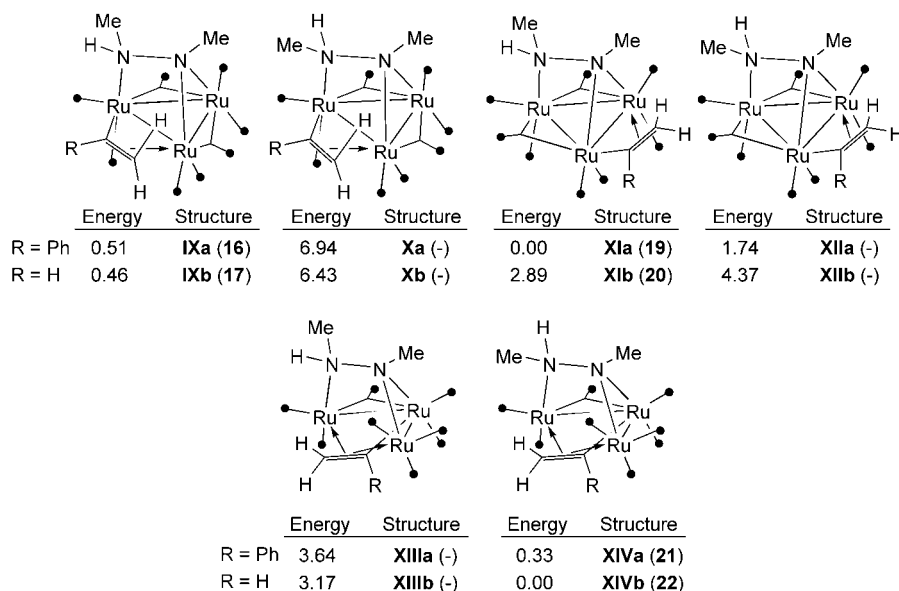 Me
H
H
Me
H
Me
H
N
N
Me
N
N
Me
H
N
N
Me
Me
N
N
Me
Ru
Ru
H
Ru
R
H
Ru
Ru
H
Ru
R
H
Ru
Ru
H
H
Ru
R
Ru
Ru
H
H
Ru
R
Energy Structure Energy Structure Energy Structure Energy Structure
R = Ph 0.51 IXa (16) 6.94 Xa (-) 0.00 XIa (19) 1.74 XIIa (-)
R = H 0.46 IXb (17) 6.43 Xb (-) 2.89 XIb (20) 4.37 XIIb (-)
Me
H
H
N
N
Me
Me
N
N
Me
Ru
Ru
Ru
H
H
R
Ru
Ru
Ru
H
H
R
Energy Structure Energy Structure
R = Ph 3.64 XIIIa (-) 0.33 XIVa (21)
R = H 3.17 XIIIb (-) 0.00 XIVb (22)